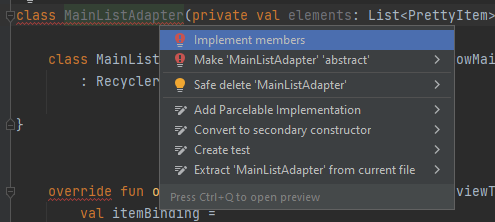 class MainListAdapter(private val elements: List<PrettyItem>
Implement members
class MainList
Make 'MainListAdapter' 'abstract'
: Recycler
Safe delete 'MainListAdapter'
}
Add Parcelable Implementation
Convert to secondary constructor
Create test
Extract 'MainListAdapter' from current file
override fun
Press Ctrl+Q to open preview
val itemBinding =